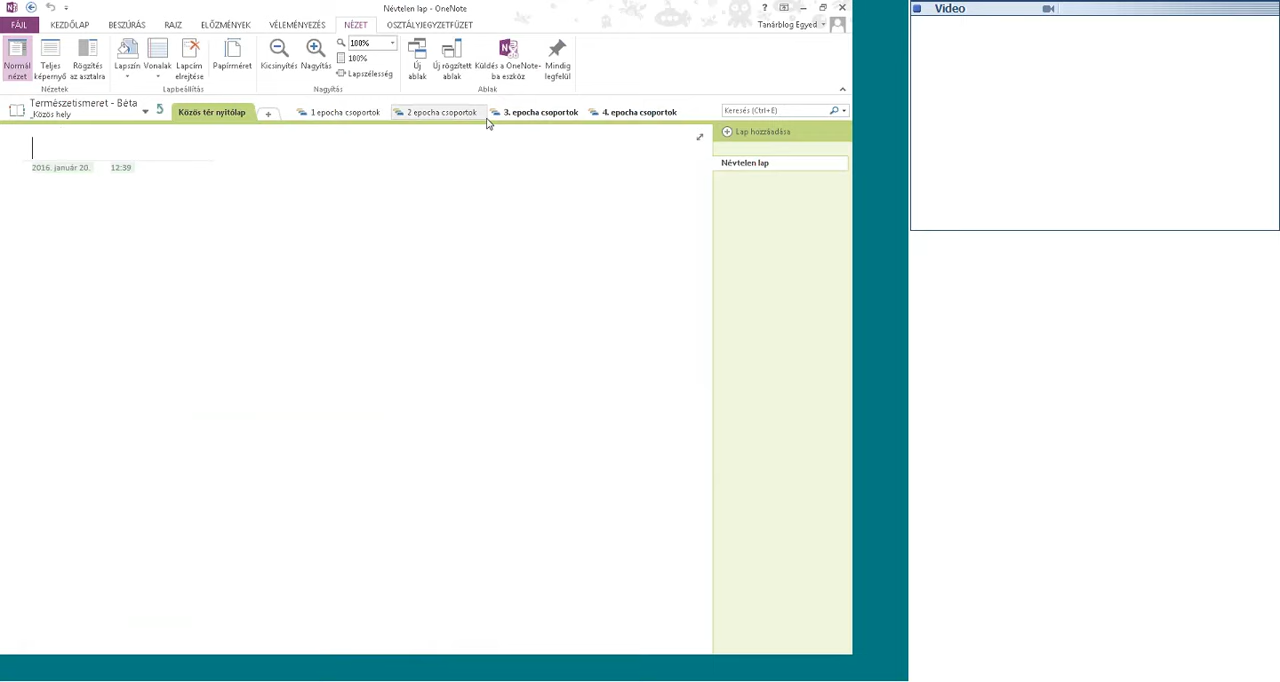 Névtelen lap - OneNote
Video
FÁJL KEZDŐLAP BESZÚRÁS RAJZ ELŐZMÉNYEK VÉLEMÉNYEZÉS NÉZET OSZTÁLYJEGYZETFÜZET Tanárblog Egyed
Normál nézet
Teljes képernyő
Rögzítés az asztalra
Lapszín
Vonalak
Lapcím elrejtése
Papírméret
Kicsinyítés
Nagyítás
100%
100%
Lapszélesség
Új ablak
Új rögzített ablak
Küldés a OneNote-ba eszköz
Mindig legfelül
Nézetek Lapbeállítás Nagyítás Ablak
Természetismeret - Béta
_Közös hely
Közös tér nyitólap + 1 epocha csoportok 2 epocha csoportok 3. epocha csoportok 4. epocha csoportok Keresés (Ctrl+E)
Lap hozzáadása
Névtelen lap
2016. január 20. 12:39